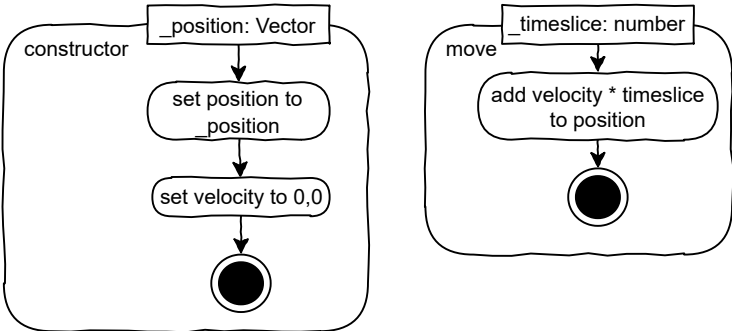 _position: Vector
constructor
set position to
_position
set velocity to 0,0
_timeslice: number
move
add velocity * timeslice
to position